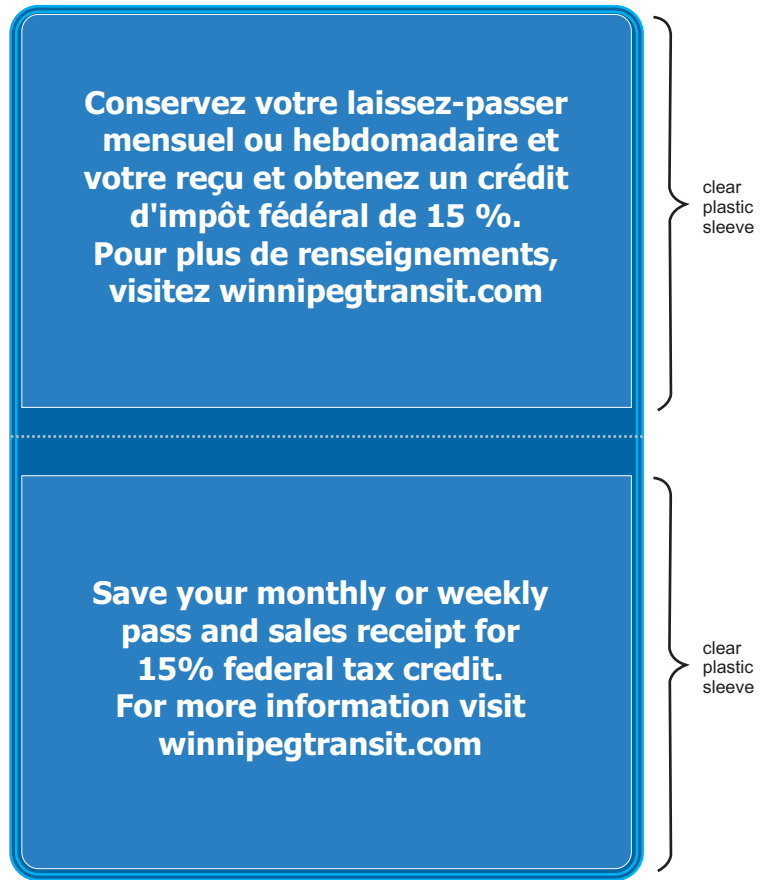 Conservez votre laissez-passer
mensuel ou hebdomadaire et
votre reçu et obtenez un crédit
d'impôt fédéral de 15 %.
Pour plus de renseignements,
visitez winnipegtransit.com
clear
plastic
sleeve
Save your monthly or weekly
pass and sales receipt for
15% federal tax credit.
For more information visit
winnipegtransit.com
clear
plastic
sleeve